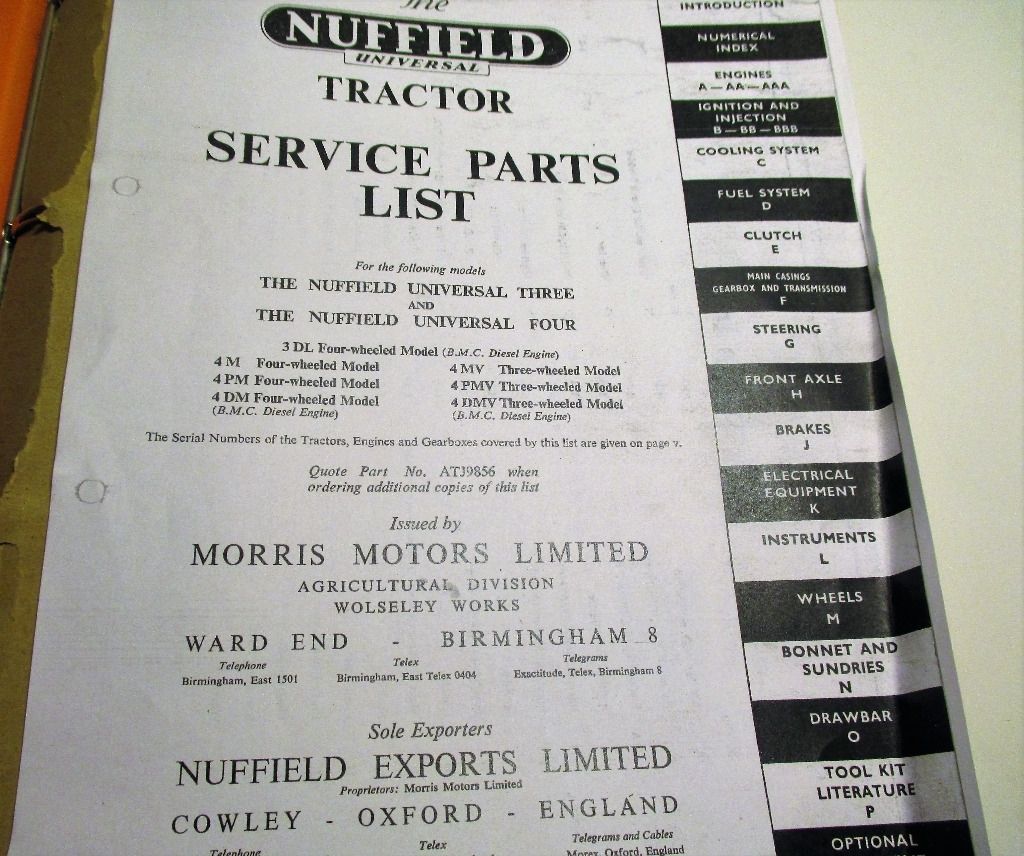 The
NUFFIELD
UNIVERSAL
TRACTOR
SERVICE PARTS
LIST
For the following models
THE NUFFIELD UNIVERSAL THREE
AND
THE NUFFIELD UNIVERSAL FOUR
3 DL Four-wheeled Model (B.M.C. Diesel Engine)
4 M Four-wheeled Model 4 MV Three-wheeled Model
4 PM Four-wheeled Model 4 PMV Three-wheeled Model
4 DM Four-wheeled Model 4 DMV Three-wheeled Model
(B.M.C. Diesel Engine) (B.M.C. Diesel Engine)
The Serial Numbers of the Tractors, Engines and Gearboxes covered by this list are given on page v.
Quote Part No. ATJ9856 when
ordering additional copies of this list
Issued by
MORRIS MOTORS LIMITED
AGRICULTURAL DIVISION
WOLSELEY WORKS
WARD END - BIRMINGHAM 8
Telephone Telex Telegrams
Birmingham, East 1501 Birmingham, East Telex 0404 Exactitude, Telex, Birmingham 8
Sole Exporters
NUFFIELD EXPORTS LIMITED
Proprietors: Morris Motors Limited
COWLEY - OXFORD - ENGLAND
Telephone Telex Telegrams and Cables
Morex, Oxford, England
INTRODUCTION
NUMERICAL
INDEX
ENGINES
A — AA — AAA
IGNITION AND
INJECTION
B — BB — BBB
COOLING SYSTEM
C
FUEL SYSTEM
D
CLUTCH
E
MAIN CASINGS
GEARBOX AND TRANSMISSION
F
STEERING
G
FRONT AXLE
H
BRAKES
J
ELECTRICAL
EQUIPMENT
K
INSTRUMENTS
L
WHEELS
M
BONNET AND
SUNDRIES
N
DRAWBAR
O
TOOL KIT
LITERATURE
P
OPTIONAL